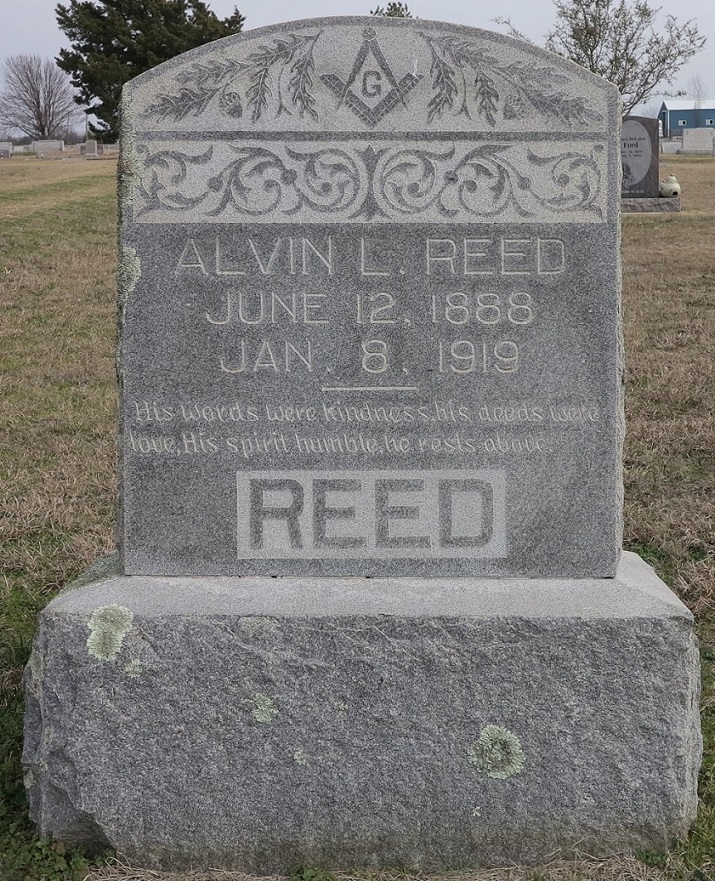 G
ALVIN L. REED
JUNE 12, 1888
JAN. 8, 1919
His words were kindness, his deeds were
love, His spirit humble, he rests above.
REED
Ford